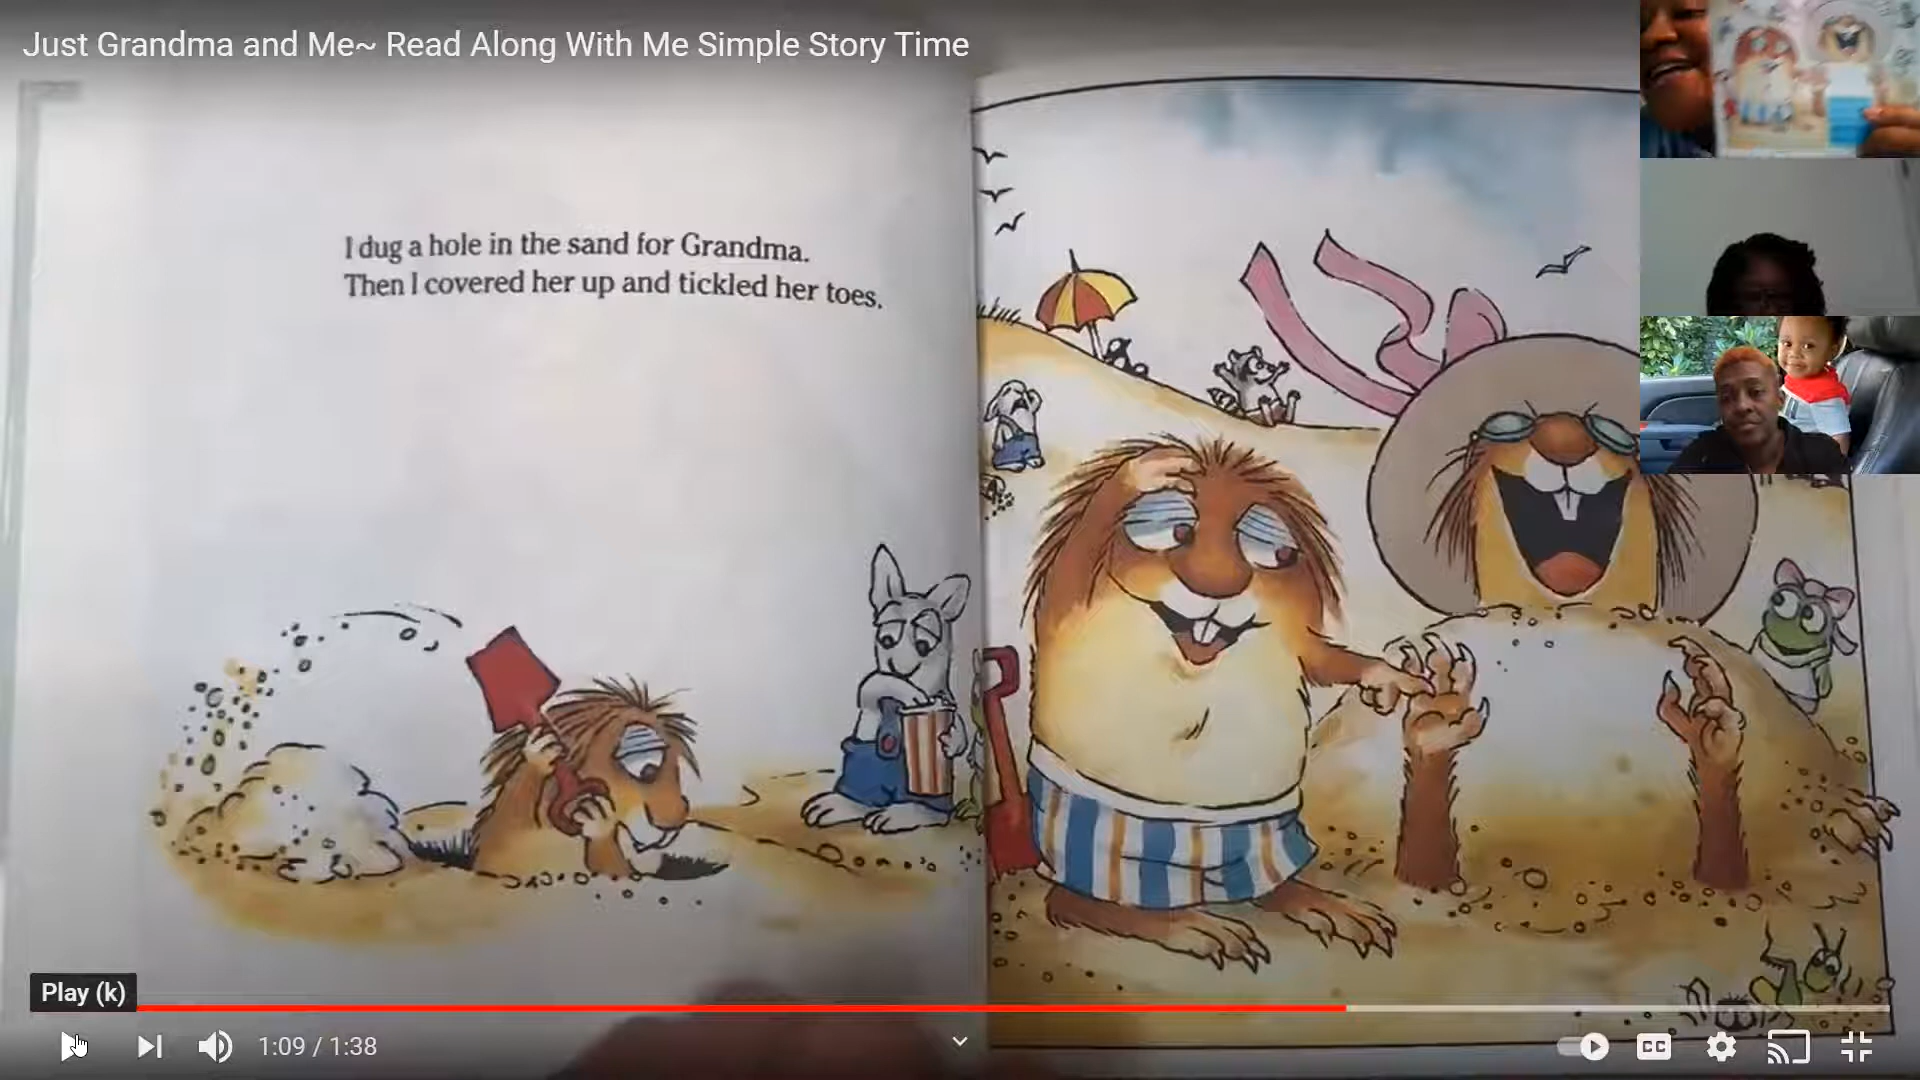 Just Grandma and Me~ Read Along With Me Simple Story Time
I dug a hole in the sand for Grandma.
Then I covered her up and tickled her toes.
Play (k)
1:09 / 1:38
CC